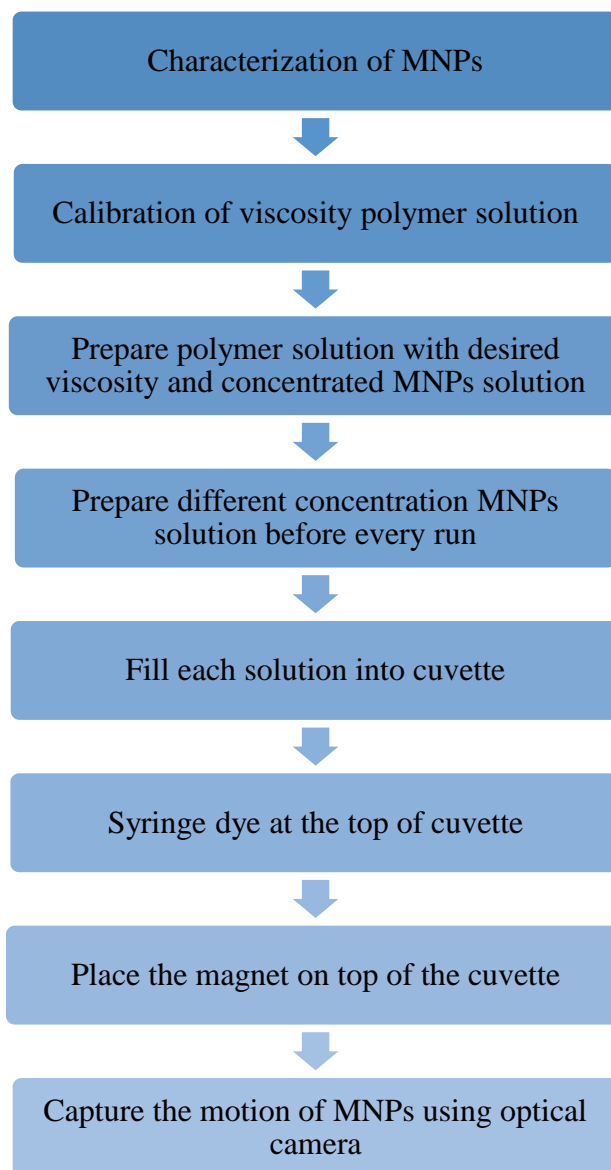 Characterization of MNPs
Calibration of viscosity polymer solution
Prepare polymer solution with desired
viscosity and concentrated MNPs solution
Prepare different concentration MNPs
solution before every run
Fill each solution into cuvette
Syringe dye at the top of cuvette
Place the magnet on top of the cuvette
Capture the motion of MNPs using optical
camera